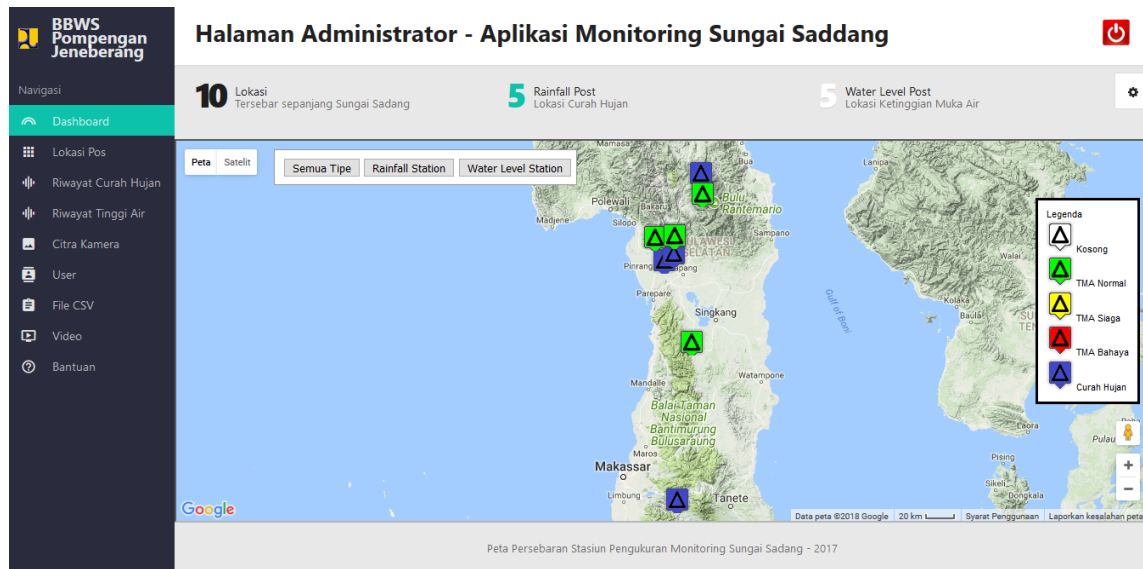 BBWS
Pompengan
Jeneberang
Halaman Administrator - Aplikasi Monitoring Sungai Saddang
Navigasi
Dashboard
Lokasi Pos
Riwayat Curah Hujan
Riwayat Tinggi Air
Citra Kamera
User
File CSV
Video
Bantuan
10 Lokasi
Tersebar sepanjang Sungai Sadang
5 Rainfall Post
Lokasi Curah Hujan
5 Water Level Post
Lokasi Ketinggian Muka Air
Peta Satelit
Semua Tipe Rainfall Station Water Level Station
Mamasa
Bua
Lanipa
Polewali
Bakaru
Bulu
Rantemario
Madjene
Silopo
Sampano
SULAWESI
SELATAN
Walai
Pinrang
Parepare
Singkang
Gulf of Boni
Kolaka
Baula
Mandalle
Watampone
Balai Taman
Nasional
Bantimurung
Bulusaraung
Maros
Makassar
Limbung
Tanete
Pising
Sikeli
Dongkala
Pulau
Legenda
Kosong
TMA Normal
TMA Siaga
TMA Bahaya
Curah Hujan
+
−
Google
Data peta ©2018 Google 20 km Syarat Penggunaan Laporkan kesalahan peta
Peta Persebaran Stasiun Pengukuran Monitoring Sungai Sadang - 2017